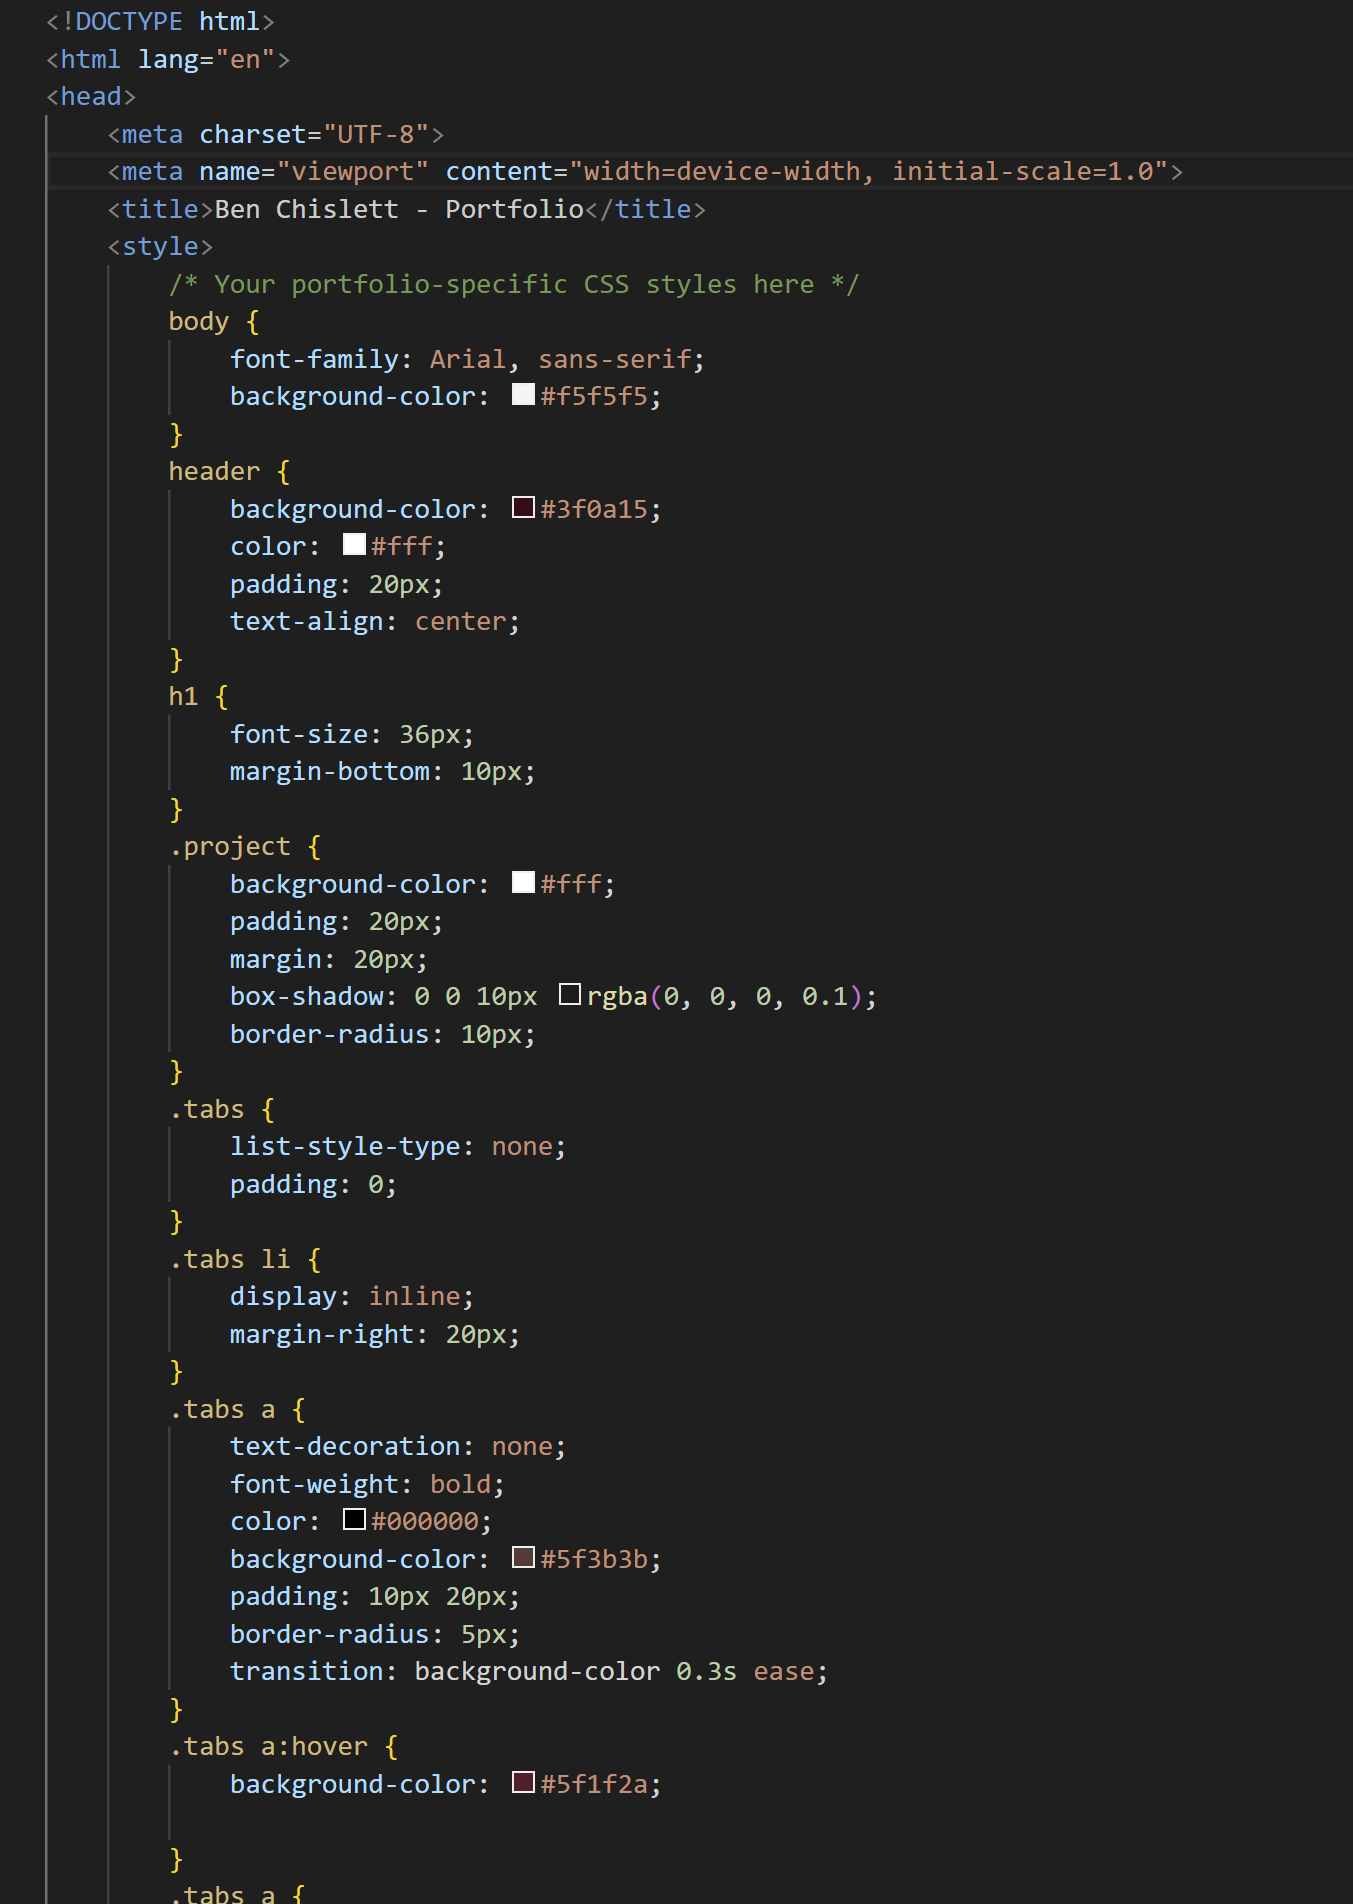 <!DOCTYPE html>
<html lang="en">
<head>
    <meta charset="UTF-8">
    <meta name="viewport" content="width=device-width, initial-scale=1.0">
    <title>Ben Chislett - Portfolio</title>
    <style>
        /* Your portfolio-specific CSS styles here */
        body {
            font-family: Arial, sans-serif;
            background-color: #f5f5f5;
        }
        header {
            background-color: #3f0a15;
            color: #fff;
            padding: 20px;
            text-align: center;
        }
        h1 {
            font-size: 36px;
            margin-bottom: 10px;
        }
        .project {
            background-color: #fff;
            padding: 20px;
            margin: 20px;
            box-shadow: 0 0 10px rgba(0, 0, 0, 0.1);
            border-radius: 10px;
        }
        .tabs {
            list-style-type: none;
            padding: 0;
        }
        .tabs li {
            display: inline;
            margin-right: 20px;
        }
        .tabs a {
            text-decoration: none;
            font-weight: bold;
            color: #000000;
            background-color: #5f3b3b;
            padding: 10px 20px;
            border-radius: 5px;
            transition: background-color 0.3s ease;
        }
        .tabs a:hover {
            background-color: #5f1f2a;

        }
        .tabs a {